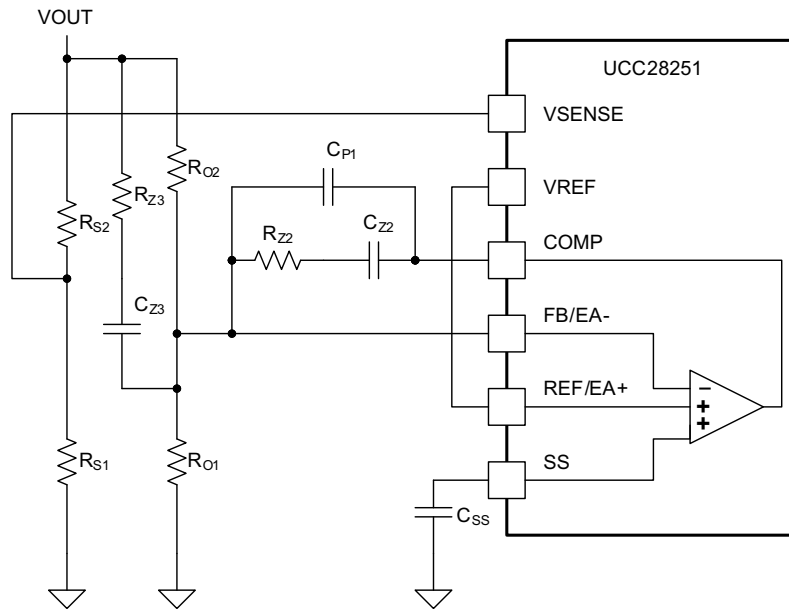 VOUT
UCC28251
VSENSE
CP1
RO2
VREF
RZ3
CZ2
RS2
RZ2
COMP
CZ3
FB/EA-
REF/EA+
RS1
RO1
SS
CSS